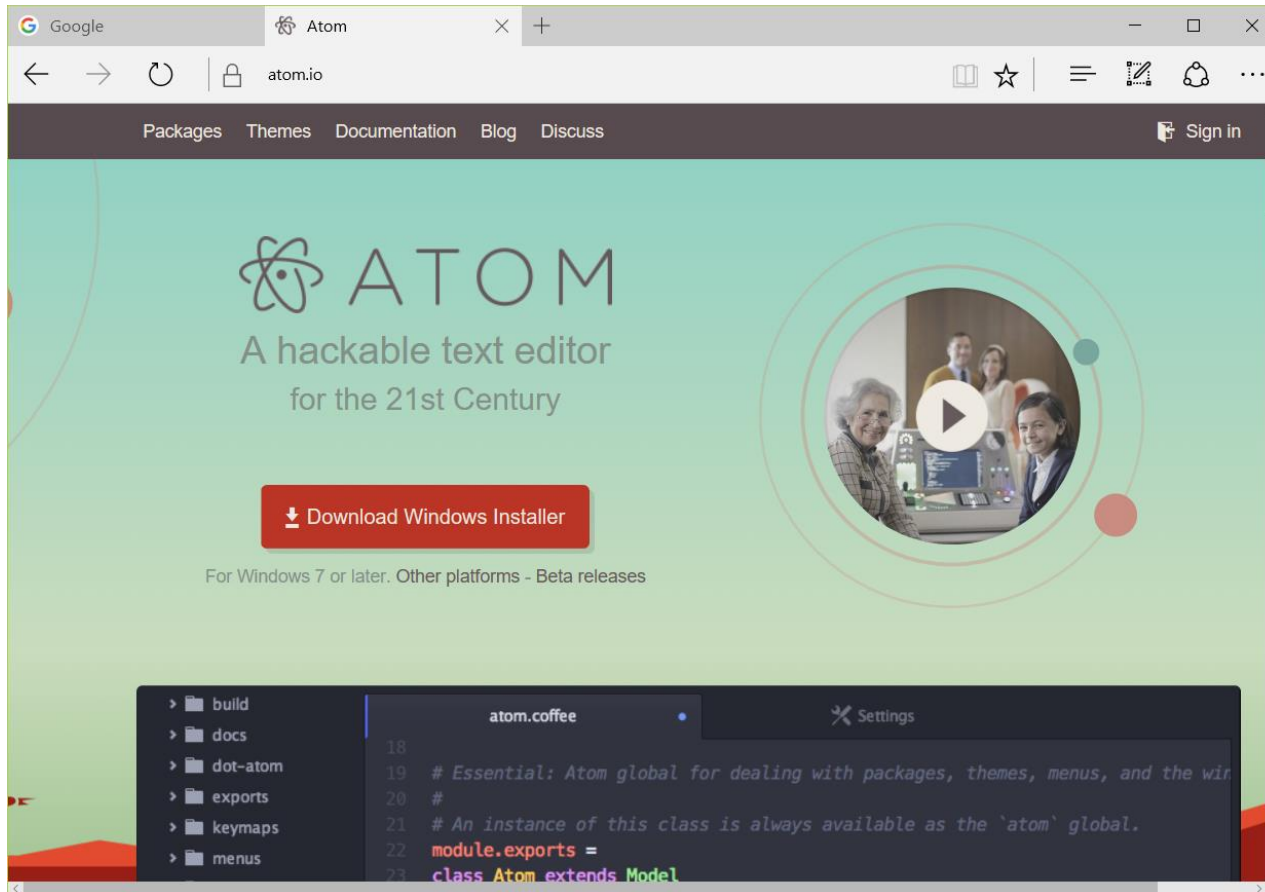 Google
Atom
atom.io
Packages Themes Documentation Blog Discuss
Sign in
ATOM
A hackable text editor
for the 21st Century
Download Windows Installer
For Windows 7 or later. Other platforms - Beta releases
build
docs
dot-atom
exports
keymaps
menus
atom.coffee
Settings
18
19 # Essential: Atom global for dealing with packages, themes, menus, and the win
20 #
21 # An instance of this class is always available as the `atom` global.
22 module.exports =
23 class Atom extends Model